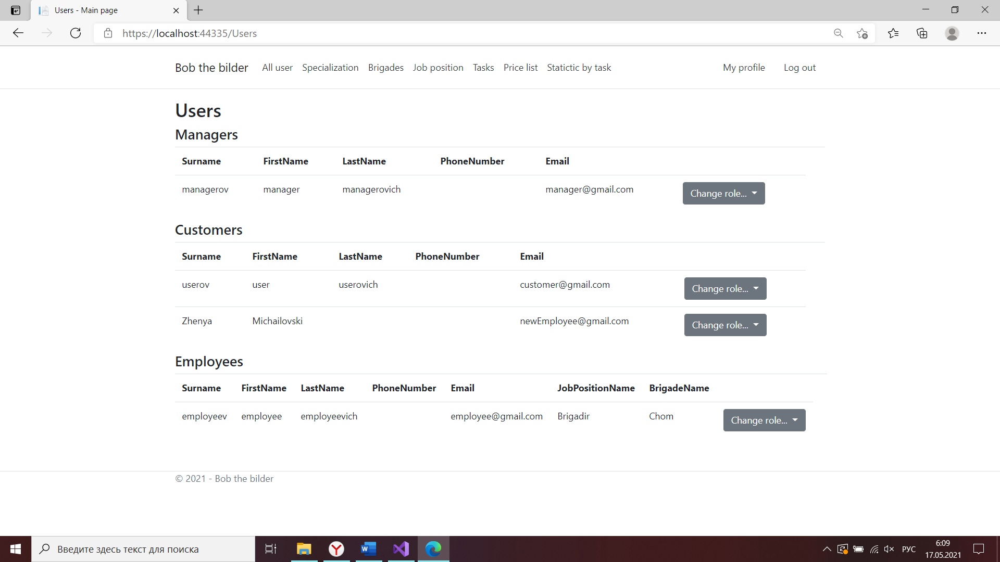 Users - Main page
https://localhost:44335/Users
Bob the bilder All user Specialization Brigades Job position Tasks Price list Statictic by task My profile Log out
Users
Managers
Surname FirstName LastName PhoneNumber Email
managerov manager managerovich manager@gmail.com Change role...
Customers
Surname FirstName LastName PhoneNumber Email
userov user userovich customer@gmail.com Change role...
Zhenya Michailovski newEmployee@gmail.com Change role...
Employees
Surname FirstName LastName PhoneNumber Email JobPositionName BrigadeName
employeev employee employeevich employee@gmail.com Brigadir Chom Change role...
© 2021 - Bob the bilder
Введите здесь текст для поиска
РУС
6:09
17.05.2021